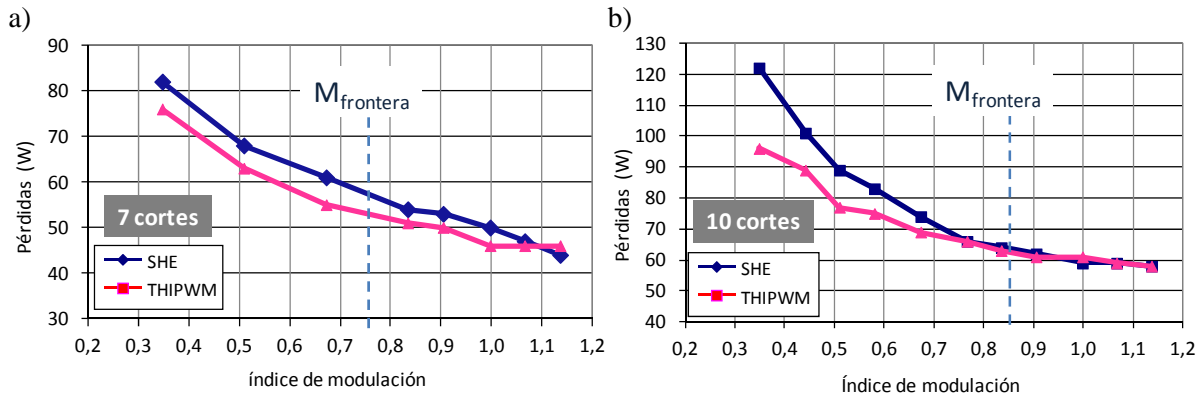 a)
90
80
70
60
50
40
30
Pérdidas (W)
M frontera
7 cortes
SHE
THIPWM
0,2 0,3 0,4 0,5 0,6 0,7 0,8 0,9 1,0 1,1 1,2
índice de modulación
b)
130
120
110
100
90
80
70
60
50
40
Pérdidas (W)
M frontera
10 cortes
SHE
THIPWM
0,2 0,3 0,4 0,5 0,6 0,7 0,8 0,9 1,0 1,1 1,2
Índice de modulación